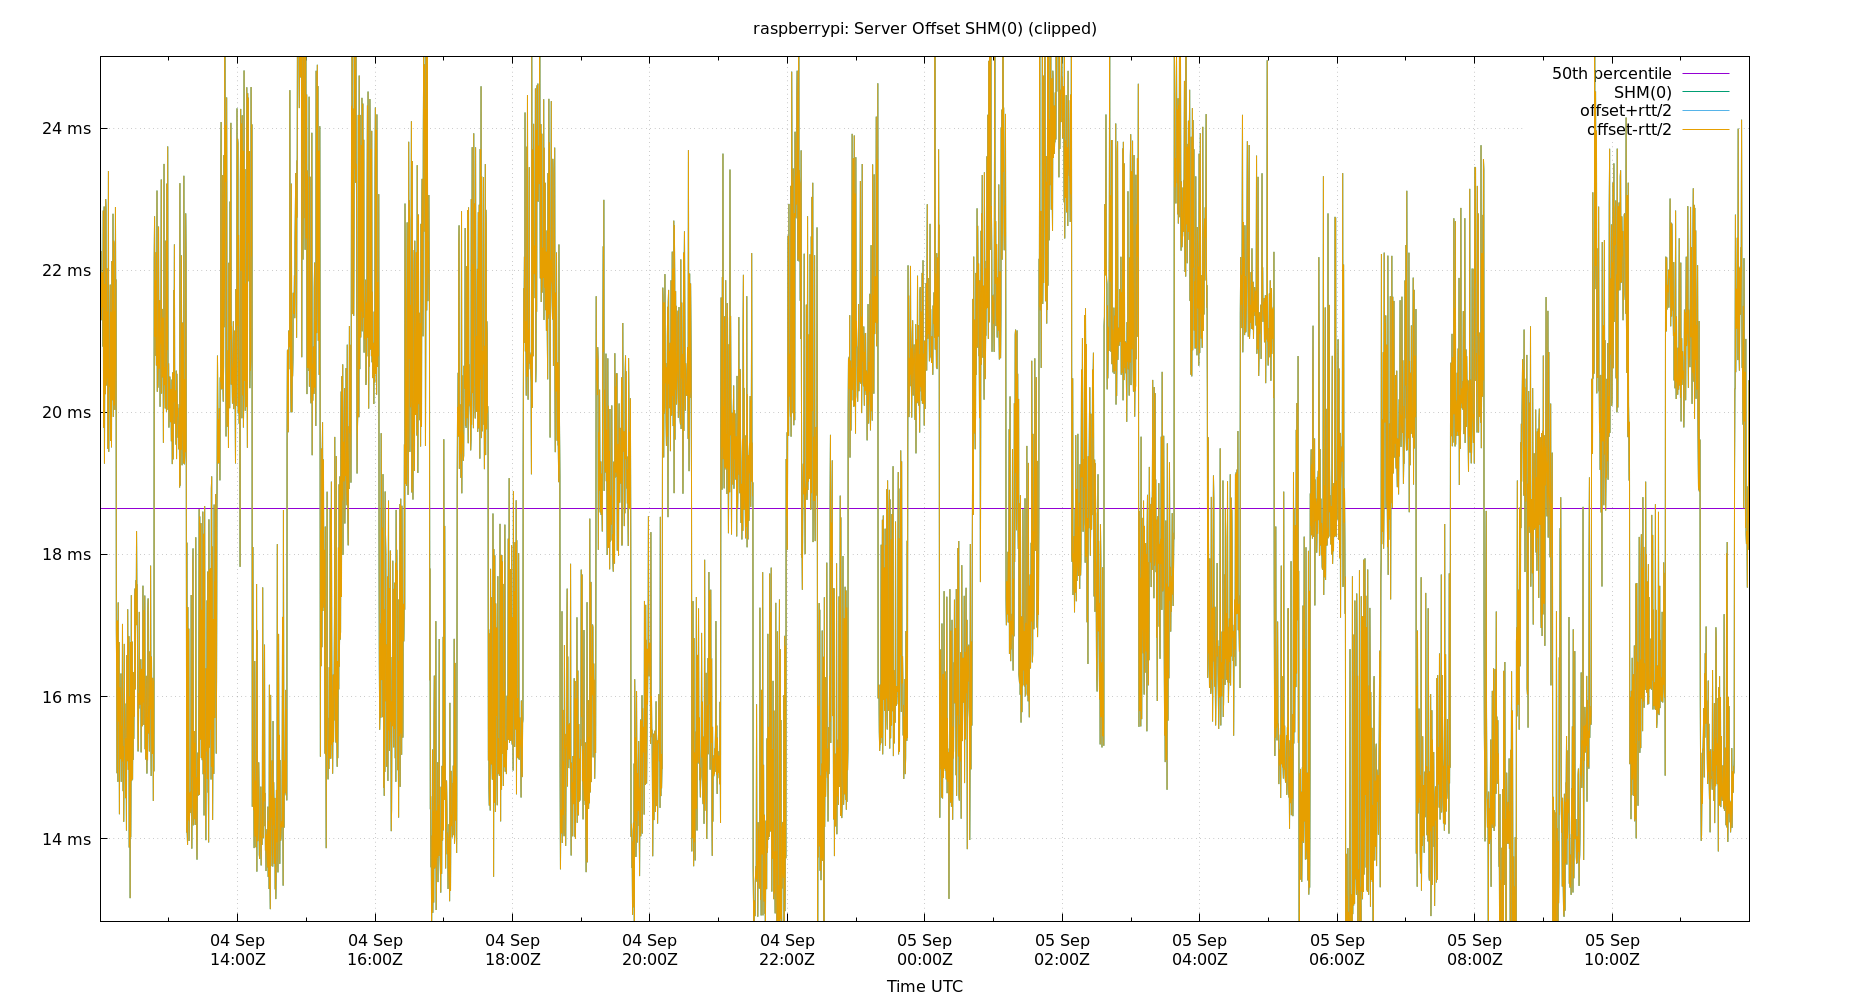 raspberrypi: Server Offset SHM(0) (clipped)
50th percentile
SHM(0)
offset+rtt/2
offset-rtt/2
24 ms
22 ms
20 ms
18 ms
16 ms
14 ms
04 Sep
14:00Z
04 Sep
16:00Z
04 Sep
18:00Z
04 Sep
20:00Z
04 Sep
22:00Z
05 Sep
00:00Z
05 Sep
02:00Z
05 Sep
04:00Z
05 Sep
06:00Z
05 Sep
08:00Z
05 Sep
10:00Z
Time UTC